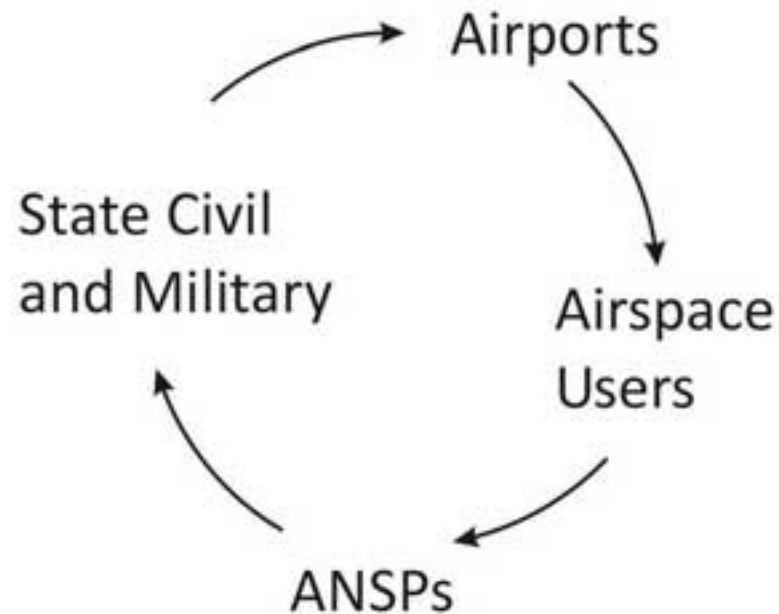 Airports
State Civil
and Military
Airspace
Users
ANSPs